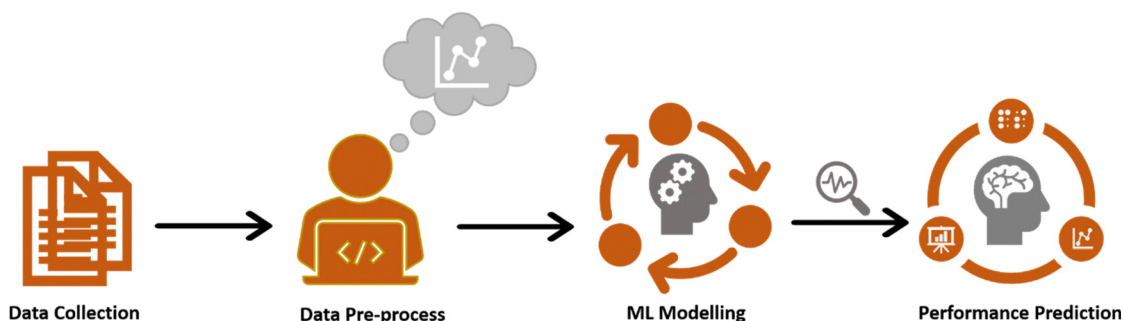 </>
Data Collection
Data Pre-process
ML Modelling
Performance Prediction